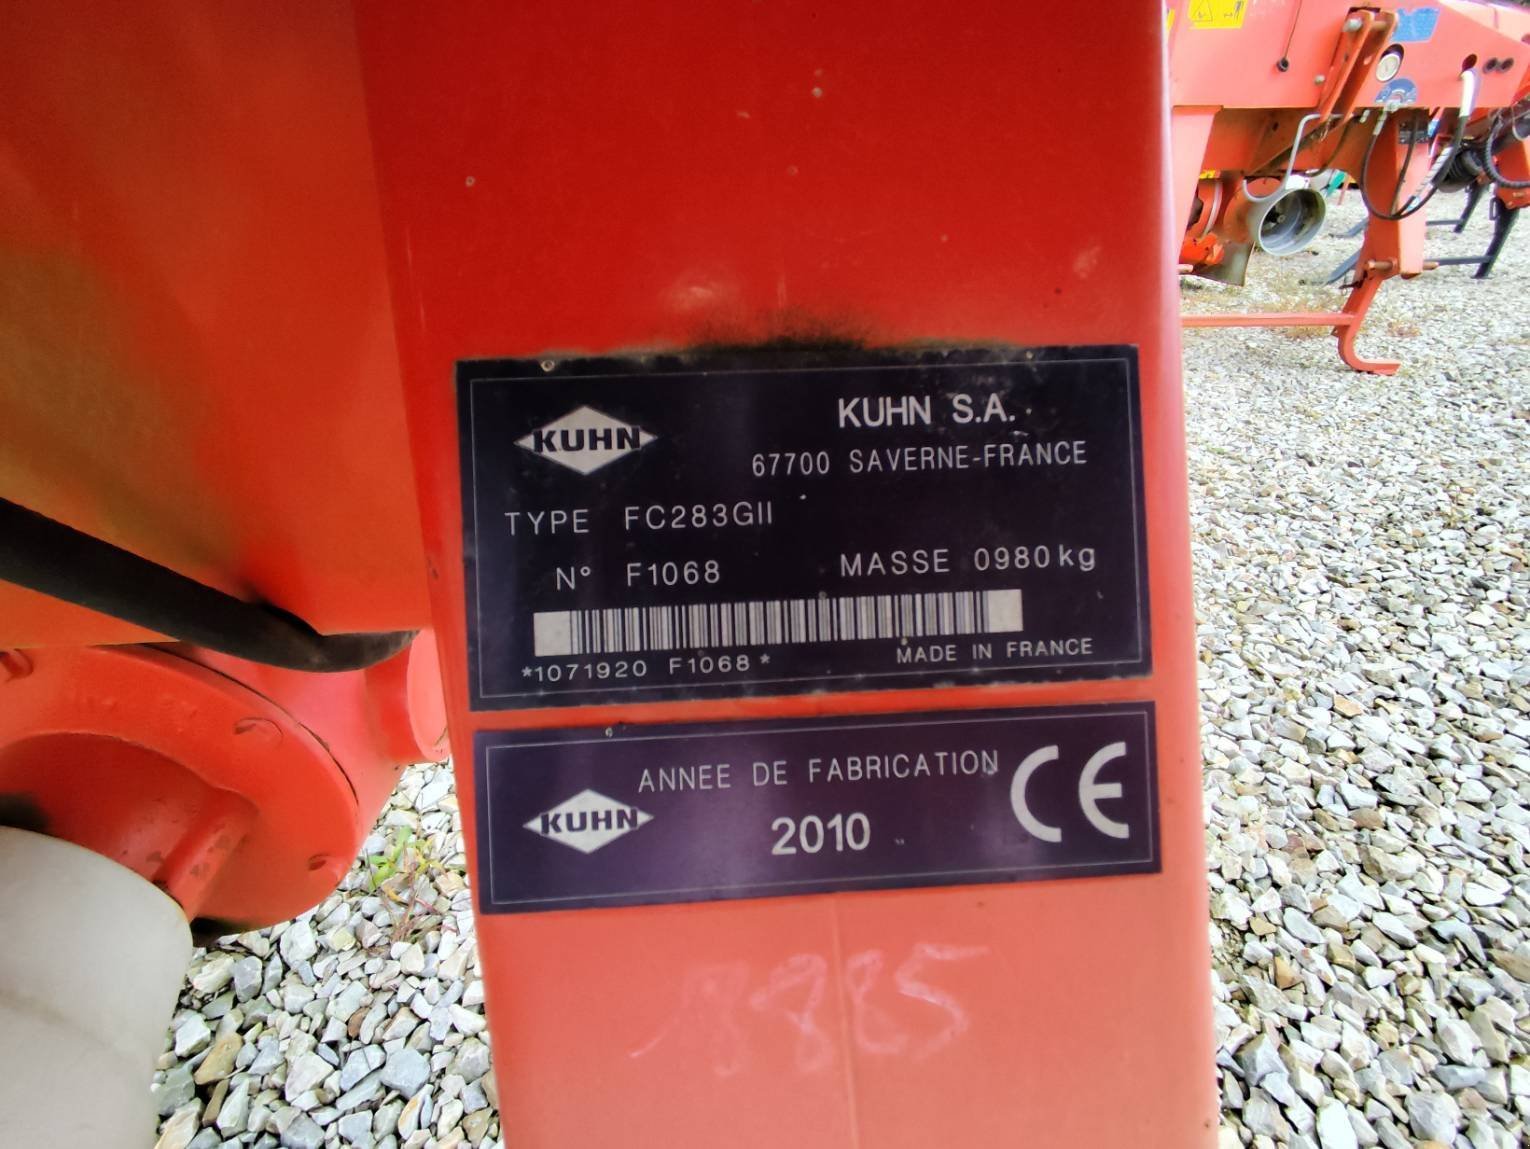 KUHN
KUHN S.A.
67700 SAVERNE-FRANCE
TYPE FC283GII
N° F1068 MASSE 0980 kg
*1071920 F1068*
MADE IN FRANCE
ANNEE DE FABRICATION
KUHN
2010
CE